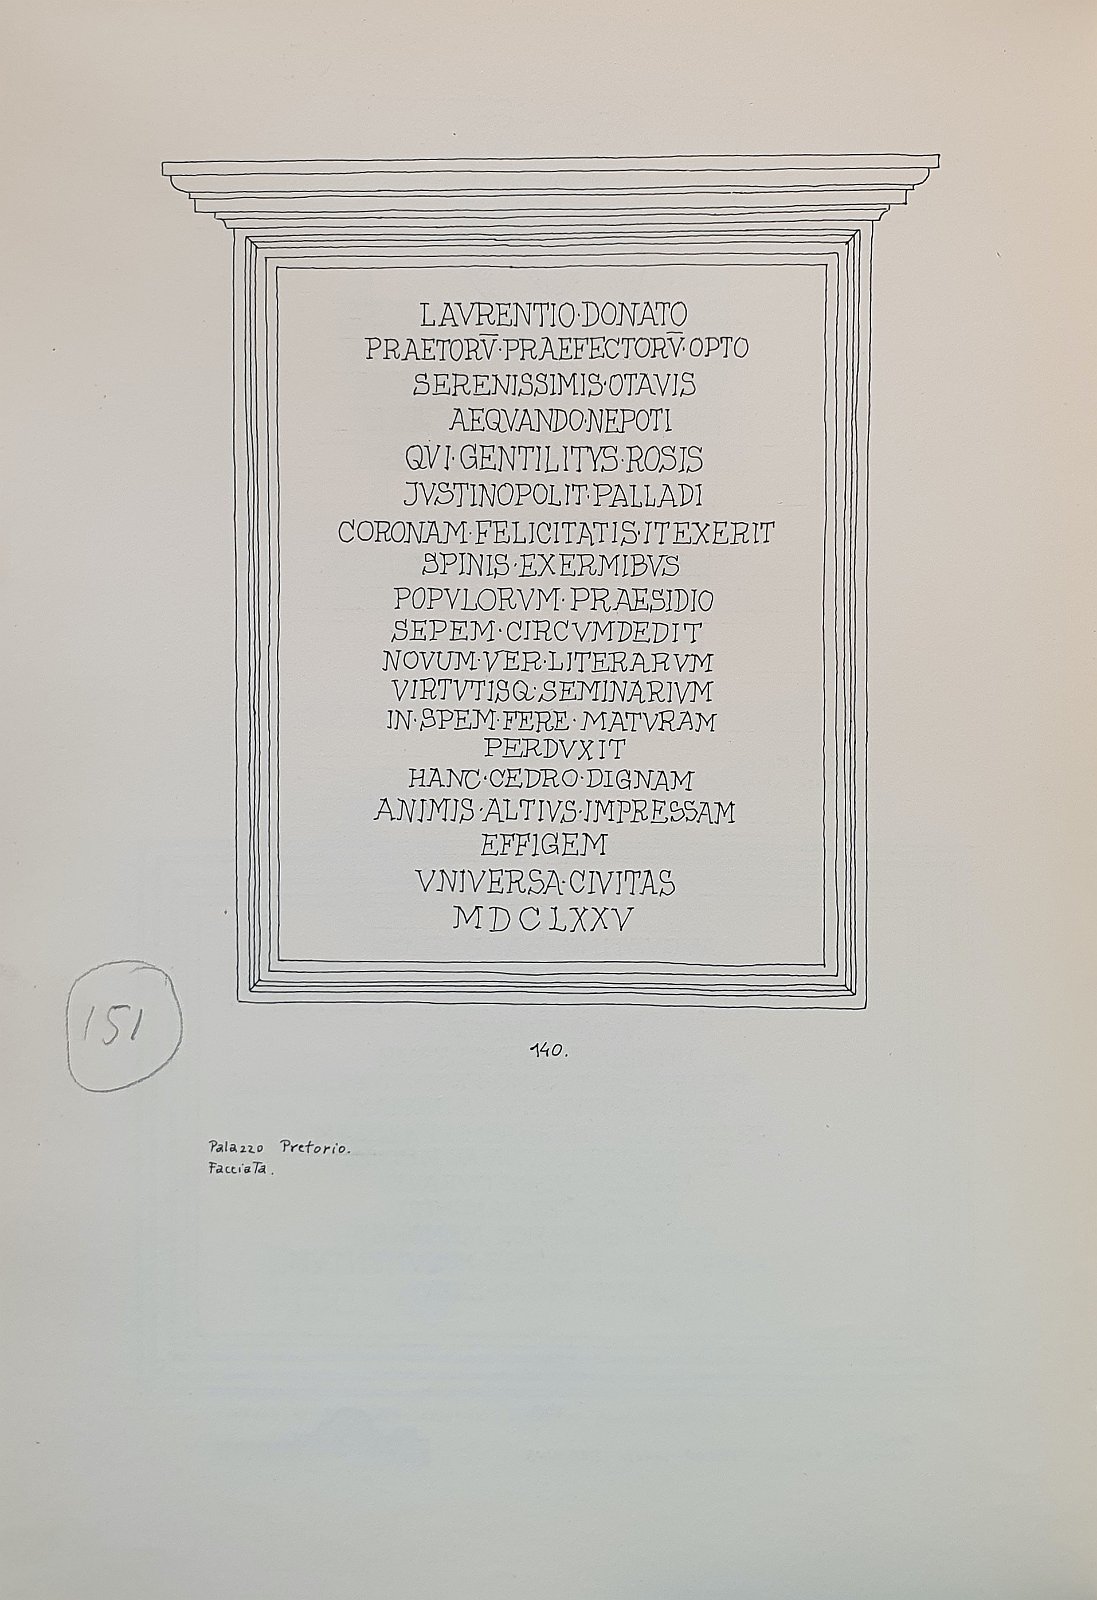 LAVRENTIO·DONATO
PRAETORV̅·PRAEFECTORV̅·OPTO
SERENISSIMIS·OTAVIS
AEQVANDO·NEPOTI
QVI·GENTILITYS·ROSIS
JVSTINOPOLIT·PALLADI
CORONAM·FELICITATIS·ITEXERIT
SPINIS·EXERMIBVS
POPVLORVM·PRAESIDIO
SEPEM·CIRCVMDEDIT
NOVUM·VER·LITERARVM
VIRTVTISQ·SEMINARIVM
IN·SPEM·FERE·MATVRAM
PERDVXIT
HANC·CEDRO·DIGNAM
ANIMIS·ALTIVS·IMPRESSAM
EFFIGEM
VNIVERSA·CIVITAS
MDCLXXV
151
140.
Palazzo Pretorio.
Facciata.